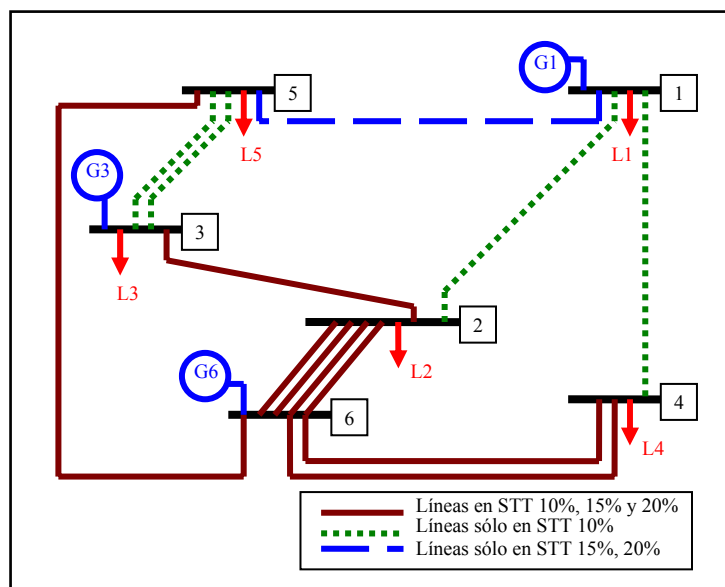 G1
5
1
L5
L1
G3
3
L3
2
G6
L2
6
4
L4
Líneas en STT 10%, 15% y 20%
Líneas sólo en STT 10%
Líneas sólo en STT 15%, 20%